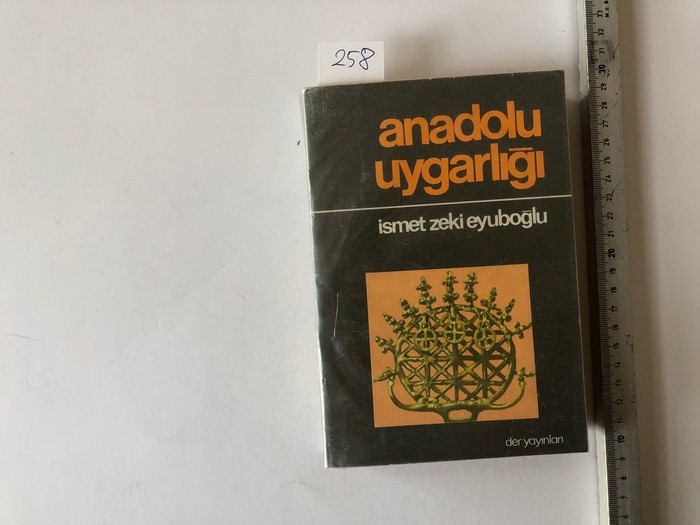 258
anadolu
uygarlığı
ismet zeki eyuboğlu
der yayınları